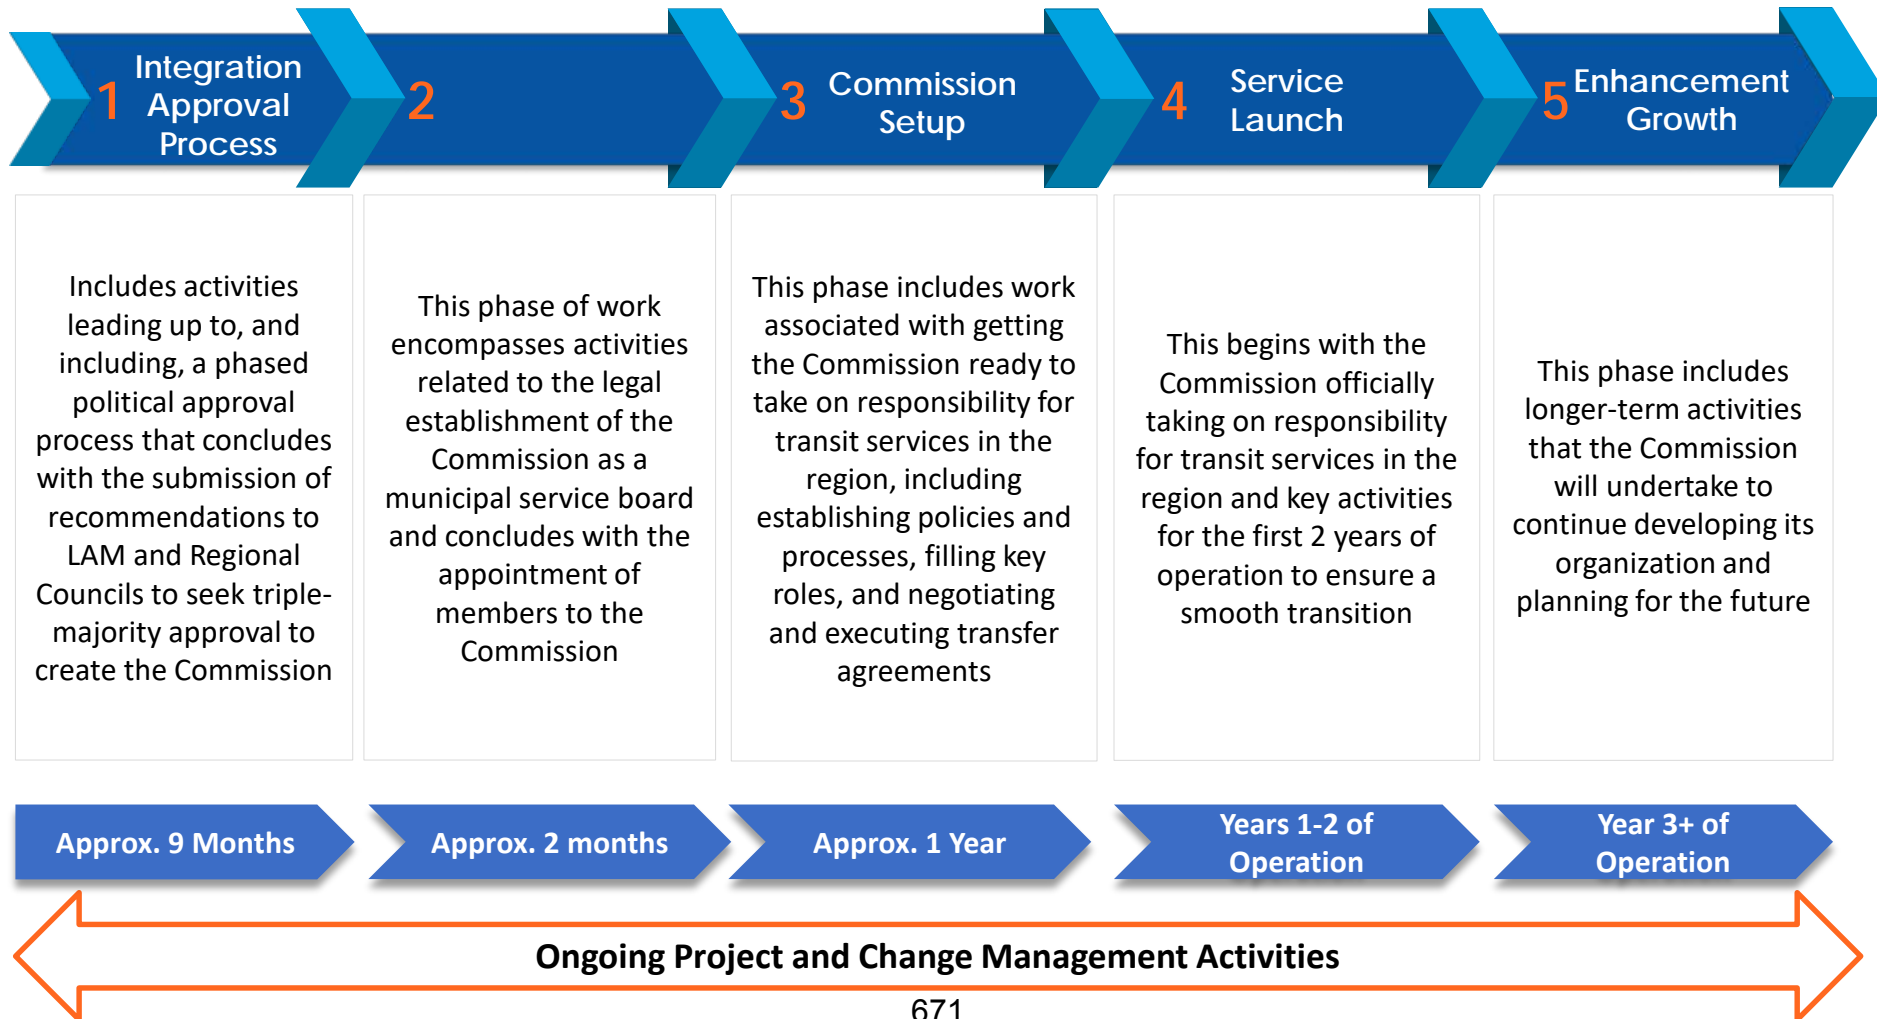 1
Integration
Approval
Process
2
3
Commission
Setup
4
Service
Launch
5
Enhancement
Growth
Includes activities
leading up to, and
including, a phased
political approval
process that concludes
with the submission of
recommendations to
LAM and Regional
Councils to seek triple-
majority approval to
create the Commission
This phase of work
encompasses activities
related to the legal
establishment of the
Commission as a
municipal service board
and concludes with the
appointment of
members to the
Commission
This phase includes work
associated with getting
the Commission ready to
take on responsibility for
transit services in the
region, including
establishing policies and
processes, filling key
roles, and negotiating
and executing transfer
agreements
This begins with the
Commission officially
taking on responsibility
for transit services in the
region and key activities
for the first 2 years of
operation to ensure a
smooth transition
This phase includes
longer-term activities
that the Commission
will undertake to
continue developing its
organization and
planning for the future
Approx. 9 Months
Approx. 2 months
Approx. 1 Year
Years 1-2 of
Operation
Year 3+ of
Operation
Ongoing Project and Change Management Activities
671